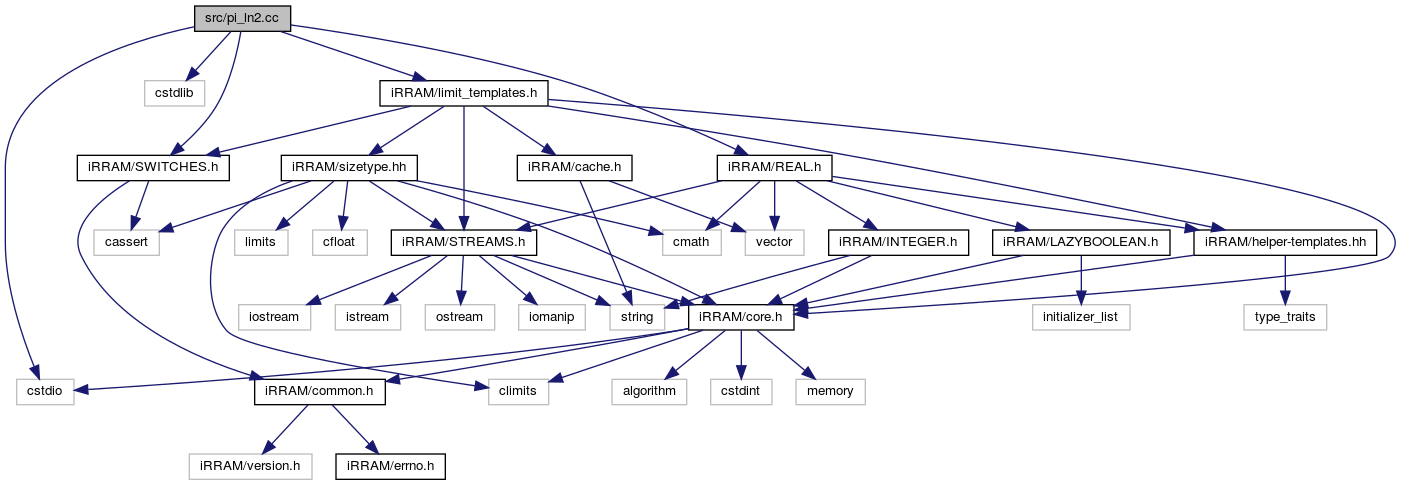 src/pi_ln2.cc
cstdlib
iRRAM/limit_templates.h
iRRAM/SWITCHES.h
iRRAM/sizetype.hh
iRRAM/cache.h
iRRAM/REAL.h
cassert
limits
cfloat
iRRAM/STREAMS.h
cmath
vector
iRRAM/INTEGER.h
iRRAM/LAZYBOOLEAN.h
iRRAM/helper-templates.hh
iostream
istream
ostream
iomanip
string
iRRAM/core.h
initializer_list
type_traits
cstdio
iRRAM/common.h
climits
algorithm
cstdint
memory
iRRAM/version.h
iRRAM/errno.h